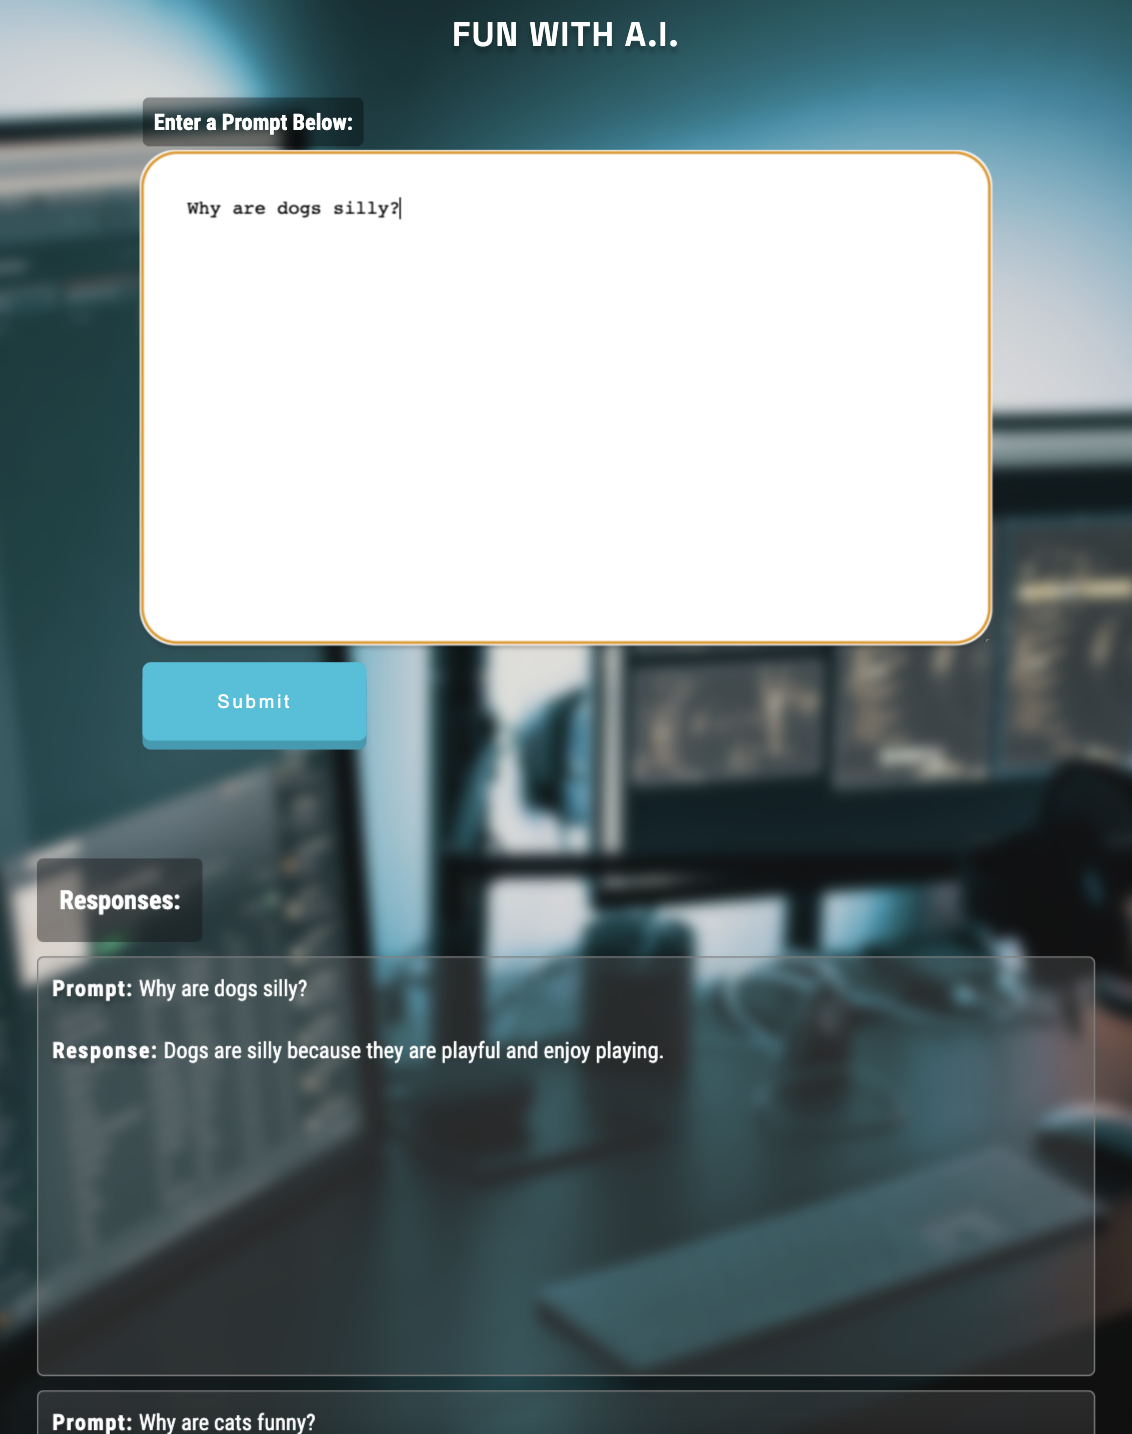 FUN WITH A.I.
Enter a Prompt Below:
Why are dogs silly?
Submit
Responses:
Prompt: Why are dogs silly?
Response: Dogs are silly because they are playful and enjoy playing.
Prompt: Why are cats funny?